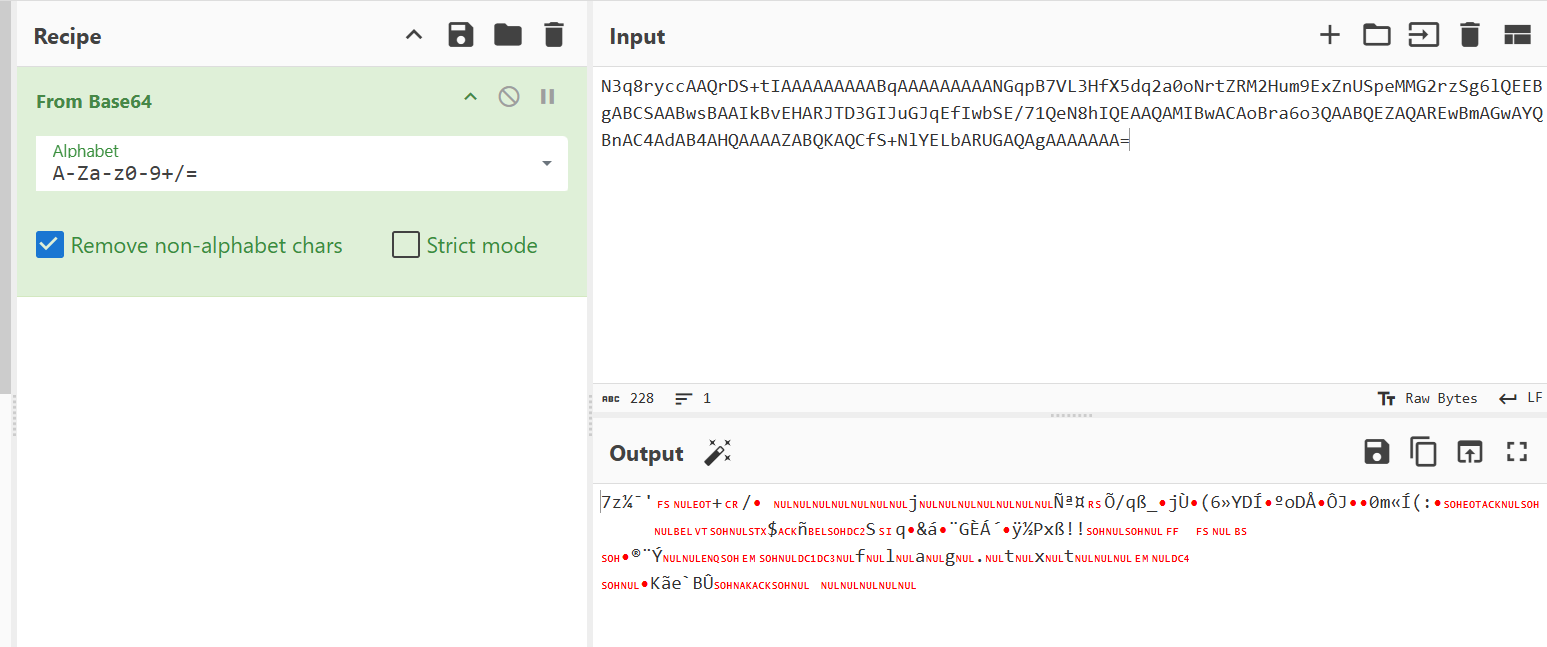 Recipe
From Base64
Alphabet
A-Za-z0-9+/=
Remove non-alphabet chars
Strict mode
Input
N3q8ryccAAQrDS+tIAAAAAAAAABqAAAAAAAAANGqpB7VL3HfX5dq2a0oNrtZRM2Hum9ExZnUSpeMMG2rzSg6lQEEB
gABCSAABwsBAAIkBvEHARJTD3GIJuGJqEfIwbSE/71QeN8hIQEAAQAMIBwACAoBra6o3QAABQEZAQAREwBmAGwAYQ
BnAC4AdAB4AHQAAAAZABQKAQCfS+NlYELbARUGAQAgAAAAAAA=
ABC 228 1
Raw Bytes LF
Output
7z¼¯' FS NUL EOT + CR /• NUL NUL NUL NUL NUL NUL NUL NUL j NUL NUL NUL NUL NUL NUL NUL Ñª¤ RS Õ/qß_•jÙ•(6»YDÍ•ºoDÅ•ÔJ••0m«Í(:• SOH EOT ACK NUL SOH
NUL BEL VT SOH NUL STX $ ACK ñ BEL SOH DC2 S SI q•&á•¨GÈÁ´•ÿ½Pxß!! SOH NUL SOH NUL FF FS NUL BS
SOH •®¨Ý NUL NUL ENQ SOH EM SOH NUL DC1 DC3 NUL f NUL l NUL a NUL g NUL . NUL t NUL x NUL t NUL NUL NUL EM NUL DC4
SOH NUL •Kãe`BÛ SOH NAK ACK SOH NUL NUL NUL NUL NUL NUL